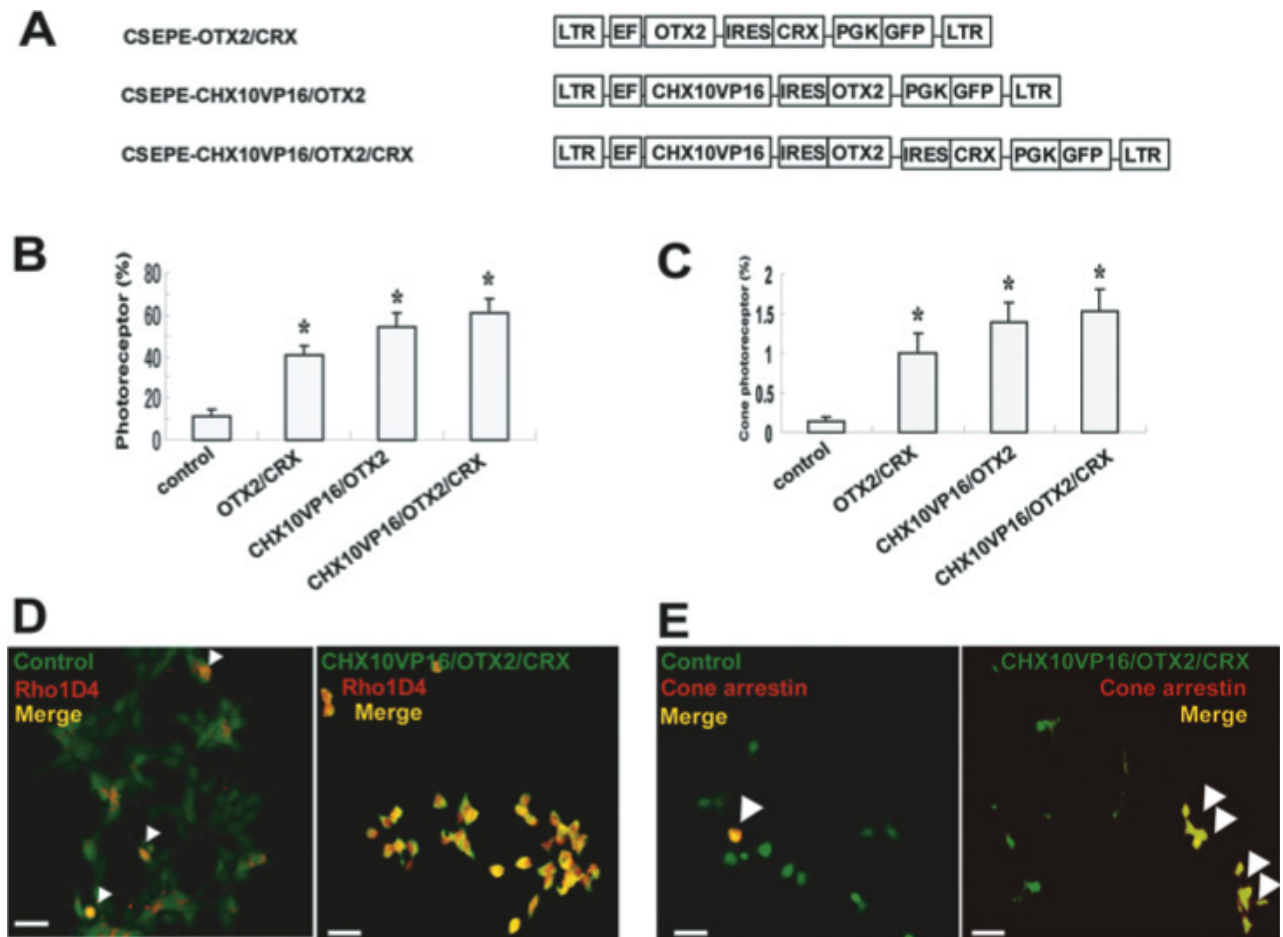 A
CSEPE-OTX2/CRX
LTR EF OTX2 IRES CRX PGK GFP LTR
CSEPE-CHX10VP16/OTX2
LTR EF CHX10VP16 IRES OTX2 PGK GFP LTR
CSEPE-CHX10VP16/OTX2/CRX
LTR EF CHX10VP16 IRES OTX2 IRES CRX PGK GFP LTR
B
Photoreceptor (%)
80
60
40
20
0
* * *
control
OTX2/CRX
CHX10VP16/OTX2
CHX10VP16/OTX2/CRX
C
Cone photoreceptor (%)
2
1.5
1
0.5
0
* * *
control
OTX2/CRX
CHX10VP16/OTX2
CHX10VP16/OTX2/CRX
D
Control
Rho1D4
Merge
CHX10VP16/OTX2/CRX
Rho1D4
Merge
E
Control
Cone arrestin
Merge
CHX10VP16/OTX2/CRX
Cone arrestin
Merge